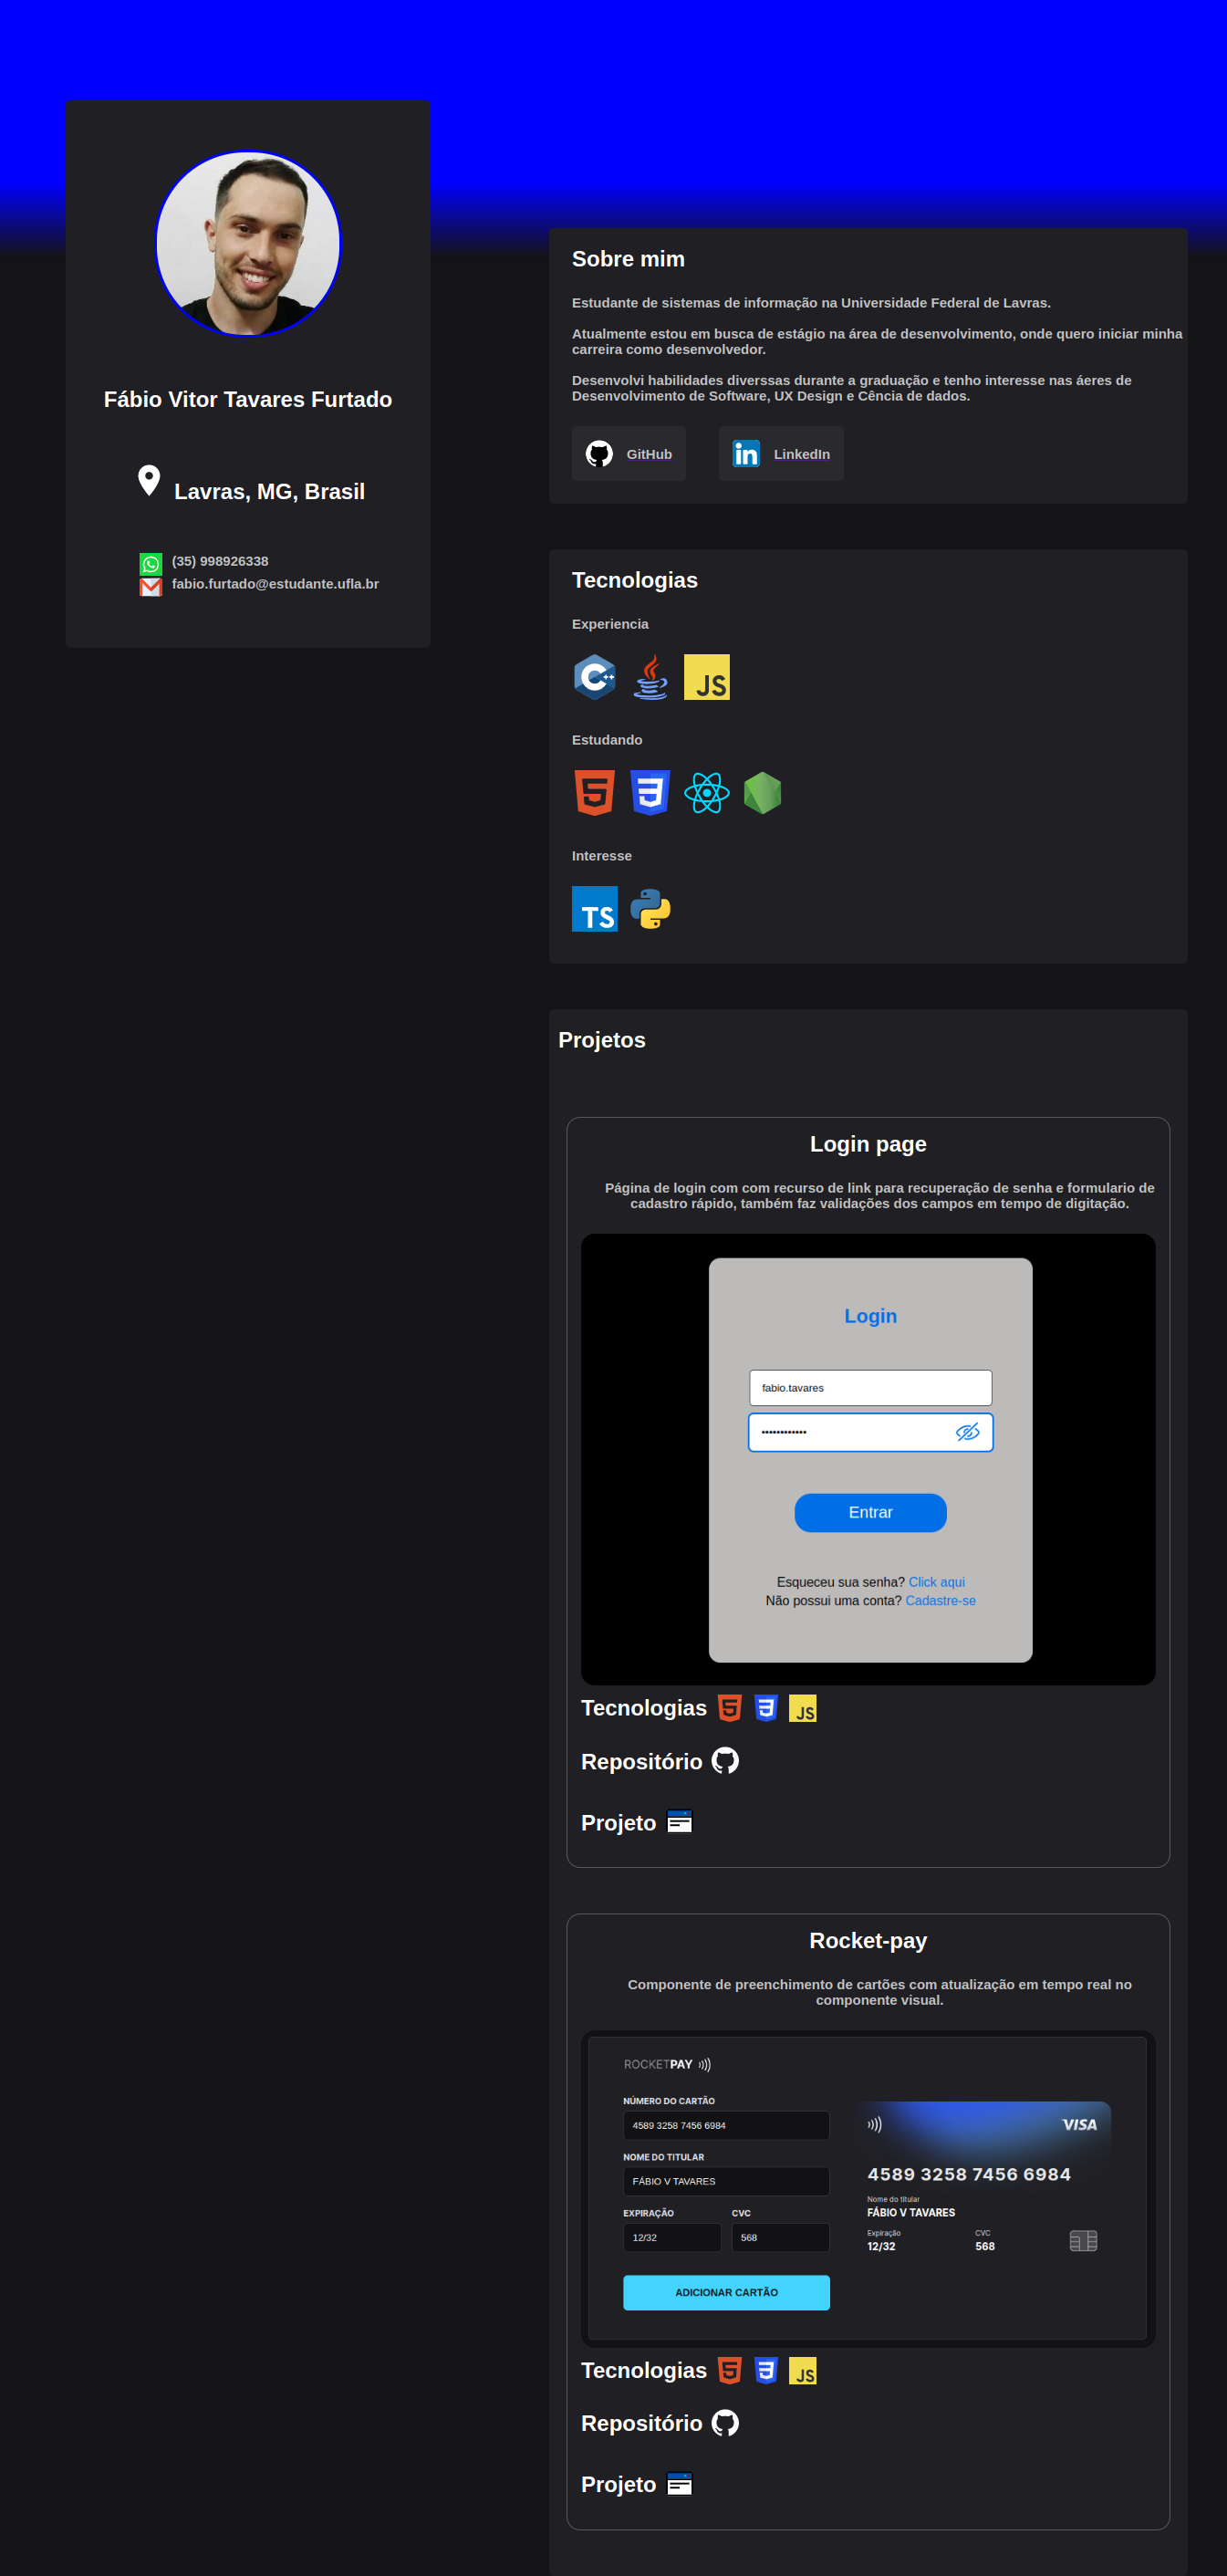 Fábio Vitor Tavares Furtado
Lavras, MG, Brasil
(35) 998926338
fabio.furtado@estudante.ufla.br
Sobre mim
Estudante de sistemas de informação na Universidade Federal de Lavras.
Atualmente estou em busca de estágio na área de desenvolvimento, onde quero iniciar minha
carreira como desenvolvedor.
Desenvolvi habilidades diverssas durante a graduação e tenho interesse nas áeres de
Desenvolvimento de Software, UX Design e Cência de dados.
GitHub
LinkedIn
Tecnologias
Experiencia
C++
JS
Estudando
5
3
Interesse
TS
Projetos
Login page
Página de login com com recurso de link para recuperação de senha e formulario de
cadastro rápido, também faz validações dos campos em tempo de digitação.
Login
fabio.tavares
••••••••••••
Entrar
Esqueceu sua senha? Click aqui
Não possui uma conta? Cadastre-se
Tecnologias 5 3 JS
Repositório
Projeto
Rocket-pay
Componente de preenchimento de cartões com atualização em tempo real no
componente visual.
ROCKETPAY
NÚMERO DO CARTÃO
4589 3258 7456 6984
NOME DO TITULAR
FÁBIO V TAVARES
EXPIRAÇÃO CVC
12/32 568
ADICIONAR CARTÃO
VISA
4589 3258 7456 6984
Nome do titular
FÁBIO V TAVARES
Expiração CVC
12/32 568
Tecnologias 5 3 JS
Repositório
Projeto